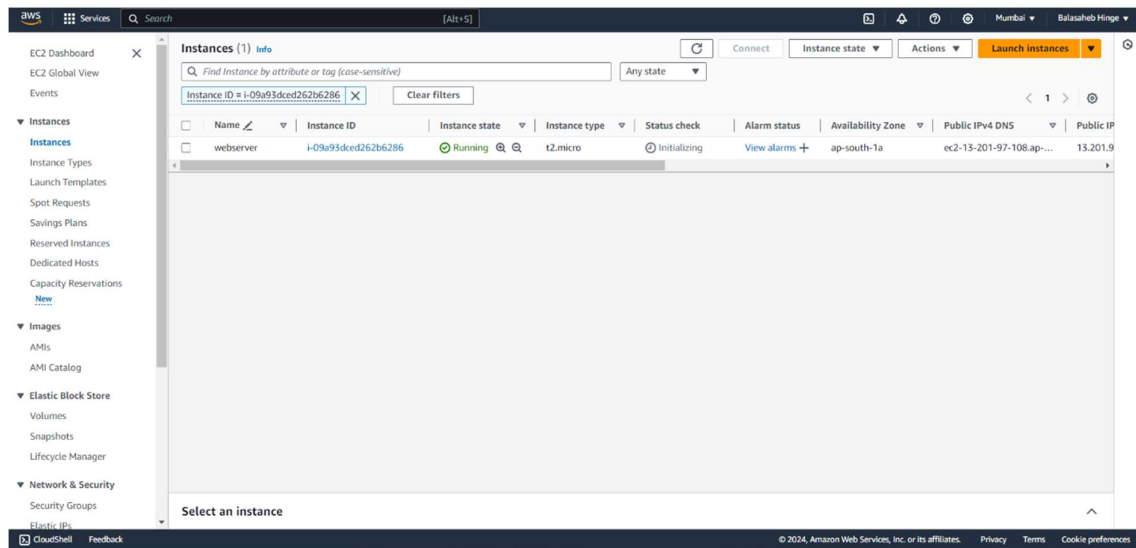 aws Services Search [Alt+S] Mumbai Balasaheb Hinge
EC2 Dashboard
EC2 Global View
Events
Instances
Instances
Instance Types
Launch Templates
Spot Requests
Savings Plans
Reserved Instances
Dedicated Hosts
Capacity Reservations
New
Images
AMIs
AMI Catalog
Elastic Block Store
Volumes
Snapshots
Lifecycle Manager
Network & Security
Security Groups
Elastic IPs
Instances (1) Info Connect Instance state Actions Launch instances
Find Instance by attribute or tag (case-sensitive) Any state
Instance ID = i-09a93dced262b6286 Clear filters
1
Name Instance ID Instance state Instance type Status check Alarm status Availability Zone Public IPv4 DNS Public IP
webserver i-09a93dced262b6286 Running t2.micro Initializing View alarms + ap-south-1a ec2-13-201-97-108.ap-... 13.201.9
Select an instance
CloudShell Feedback © 2024, Amazon Web Services, Inc. or its affiliates. Privacy Terms Cookie preferences